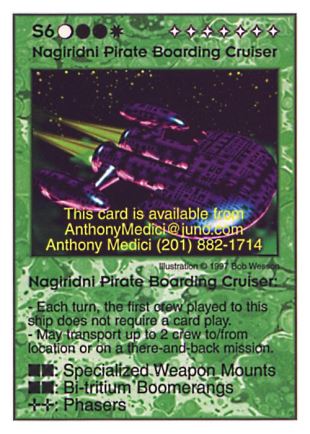 S6
Nagiridni Pirate Boarding Cruiser
This card is available from
AnthonyMedici@juno.com
Anthony Medici (201) 882-1714
Illustration © 1997 Bob Wesson
Nagiridni Pirate Boarding Cruiser:
- Each turn, the first crew played to this
ship does not require a card play.
- May transport up to 2 crew to/from
location or on a there-and-back mission.
: Specialized Weapon Mounts
: Bi-tritium Boomerangs
: Phasers